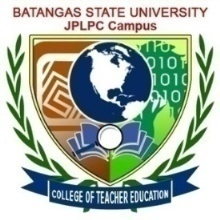 BATANGAS STATE UNIVERSITY
JPLPC Campus
COLLEGE OF TEACHER EDUCATION